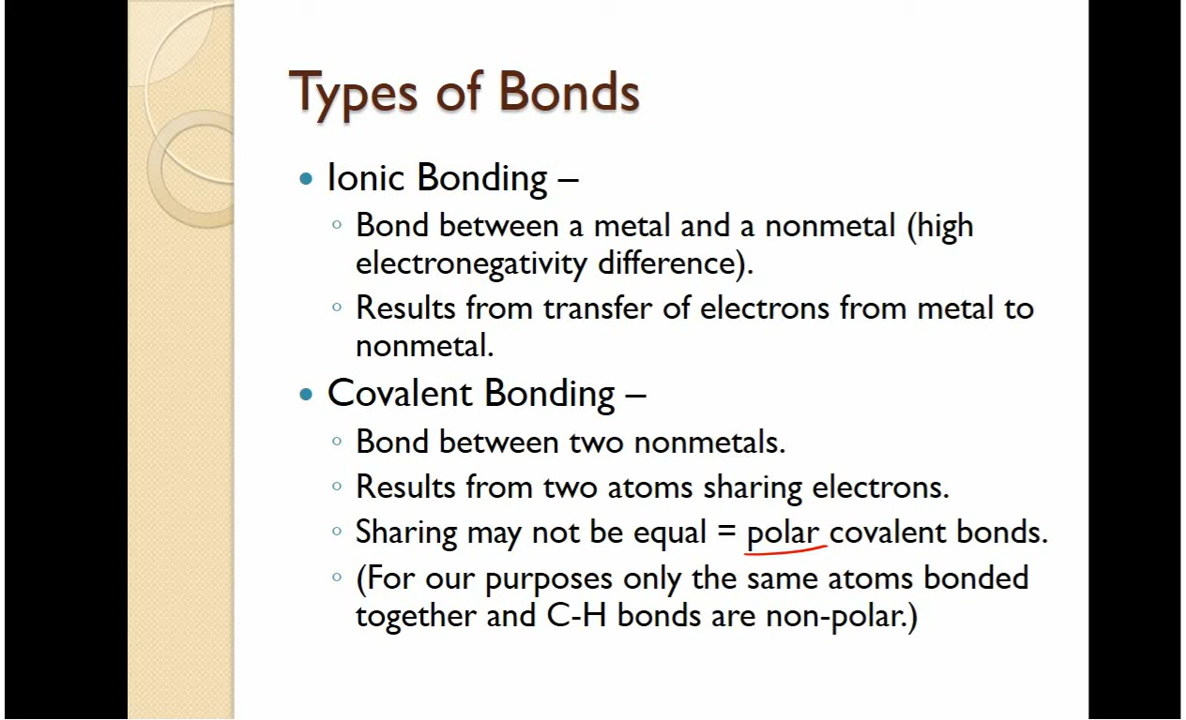 Types of Bonds
• Ionic Bonding –
◦ Bond between a metal and a nonmetal (high
electronegativity difference).
◦ Results from transfer of electrons from metal to
nonmetal.
• Covalent Bonding –
◦ Bond between two nonmetals.
◦ Results from two atoms sharing electrons.
◦ Sharing may not be equal = polar covalent bonds.
◦ (For our purposes only the same atoms bonded
together and C-H bonds are non-polar.)